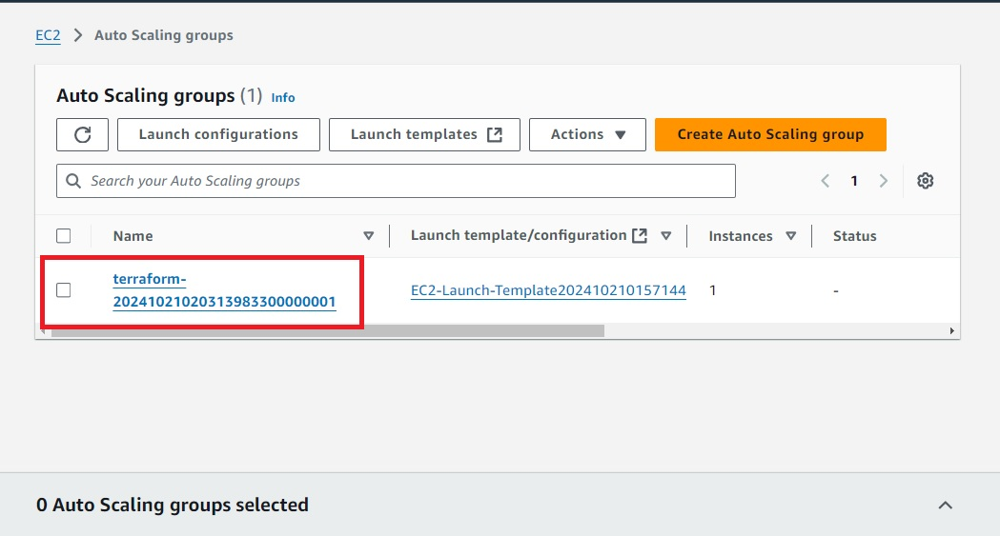 EC2 > Auto Scaling groups
Auto Scaling groups (1) Info
Launch configurations Launch templates Actions Create Auto Scaling group
Search your Auto Scaling groups 1
Name Launch template/configuration Instances Status
terraform-
20241021020313983300000001 EC2-Launch-Template202410210157144 1 -
0 Auto Scaling groups selected